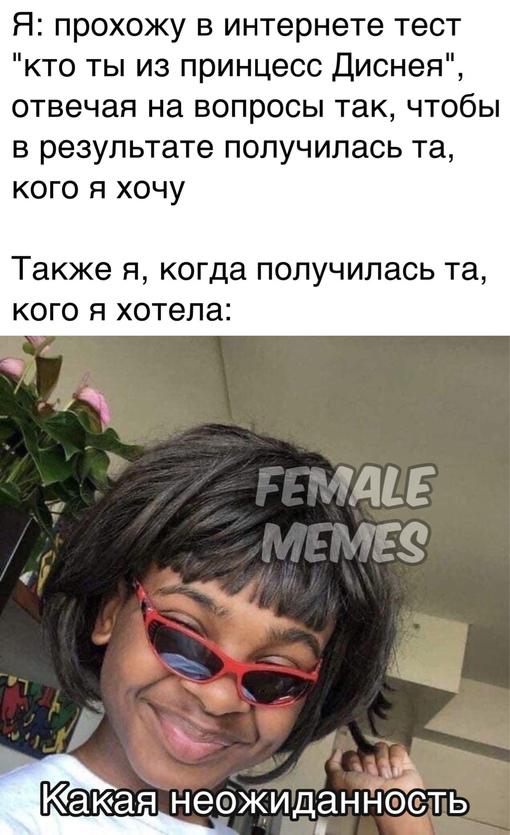 Я: прохожу в интернете тест
"кто ты из принцесс Диснея",
отвечая на вопросы так, чтобы
в результате получилась та,
кого я хочу
Также я, когда получилась та,
кого я хотела:
FEMALE
MEMES
Какая неожиданность